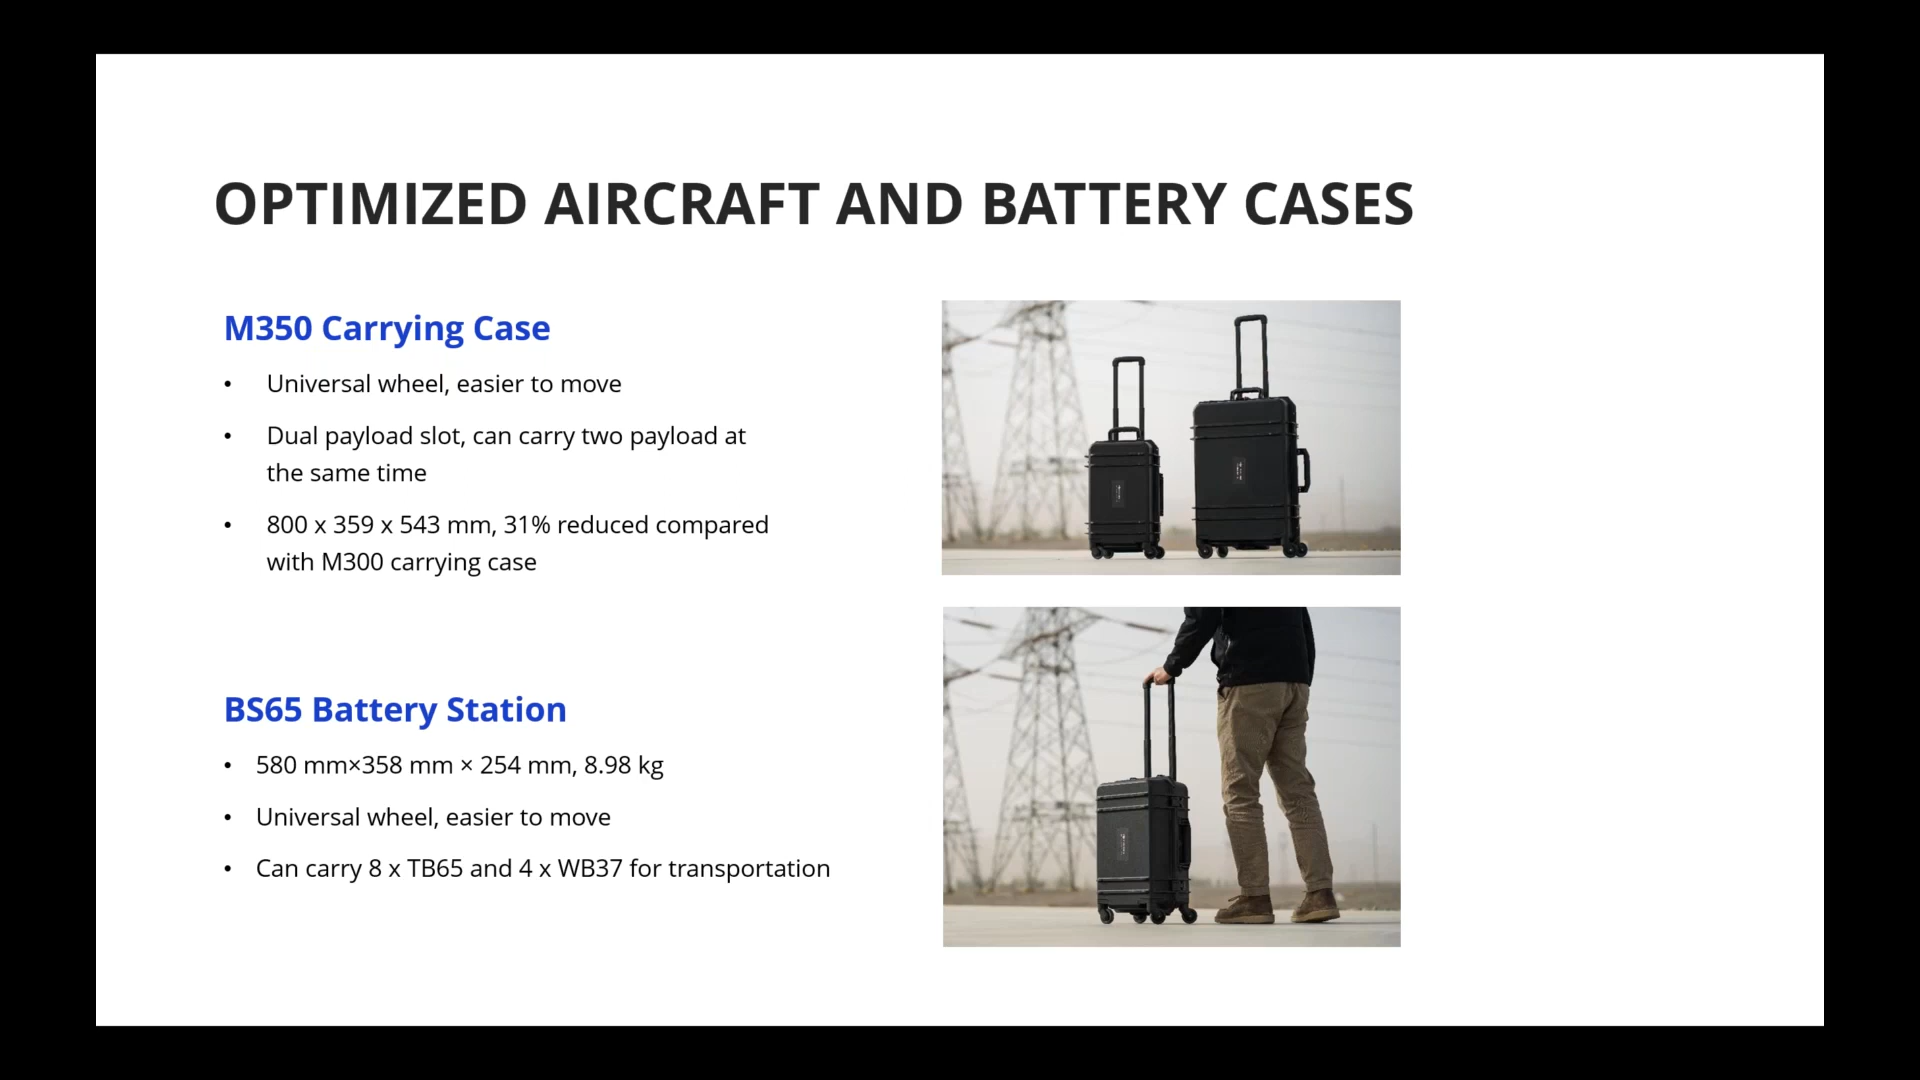 OPTIMIZED AIRCRAFT AND BATTERY CASES
M350 Carrying Case
• Universal wheel, easier to move
• Dual payload slot, can carry two payload at
the same time
• 800 x 359 x 543 mm, 31% reduced compared
with M300 carrying case
BS65 Battery Station
• 580 mm×358 mm × 254 mm, 8.98 kg
• Universal wheel, easier to move
• Can carry 8 x TB65 and 4 x WB37 for transportation